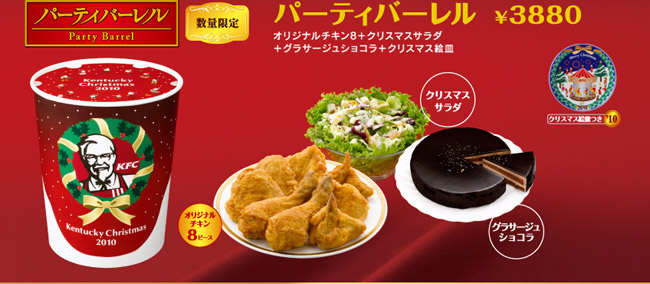 パーティバーレル
Party Barrel
数量限定
パーティバーレル ¥3880
オリジナルチキン8+クリスマスサラダ
+グラサージュショコラ+クリスマス絵皿
Kentucky
Christmas
2010
KFC
Kentucky Christmas
2010
オリジナル
チキン
8ピース
クリスマス
サラダ
グラサージュ
ショコラ
Merry Christmas
2010
クリスマス絵皿つき '10